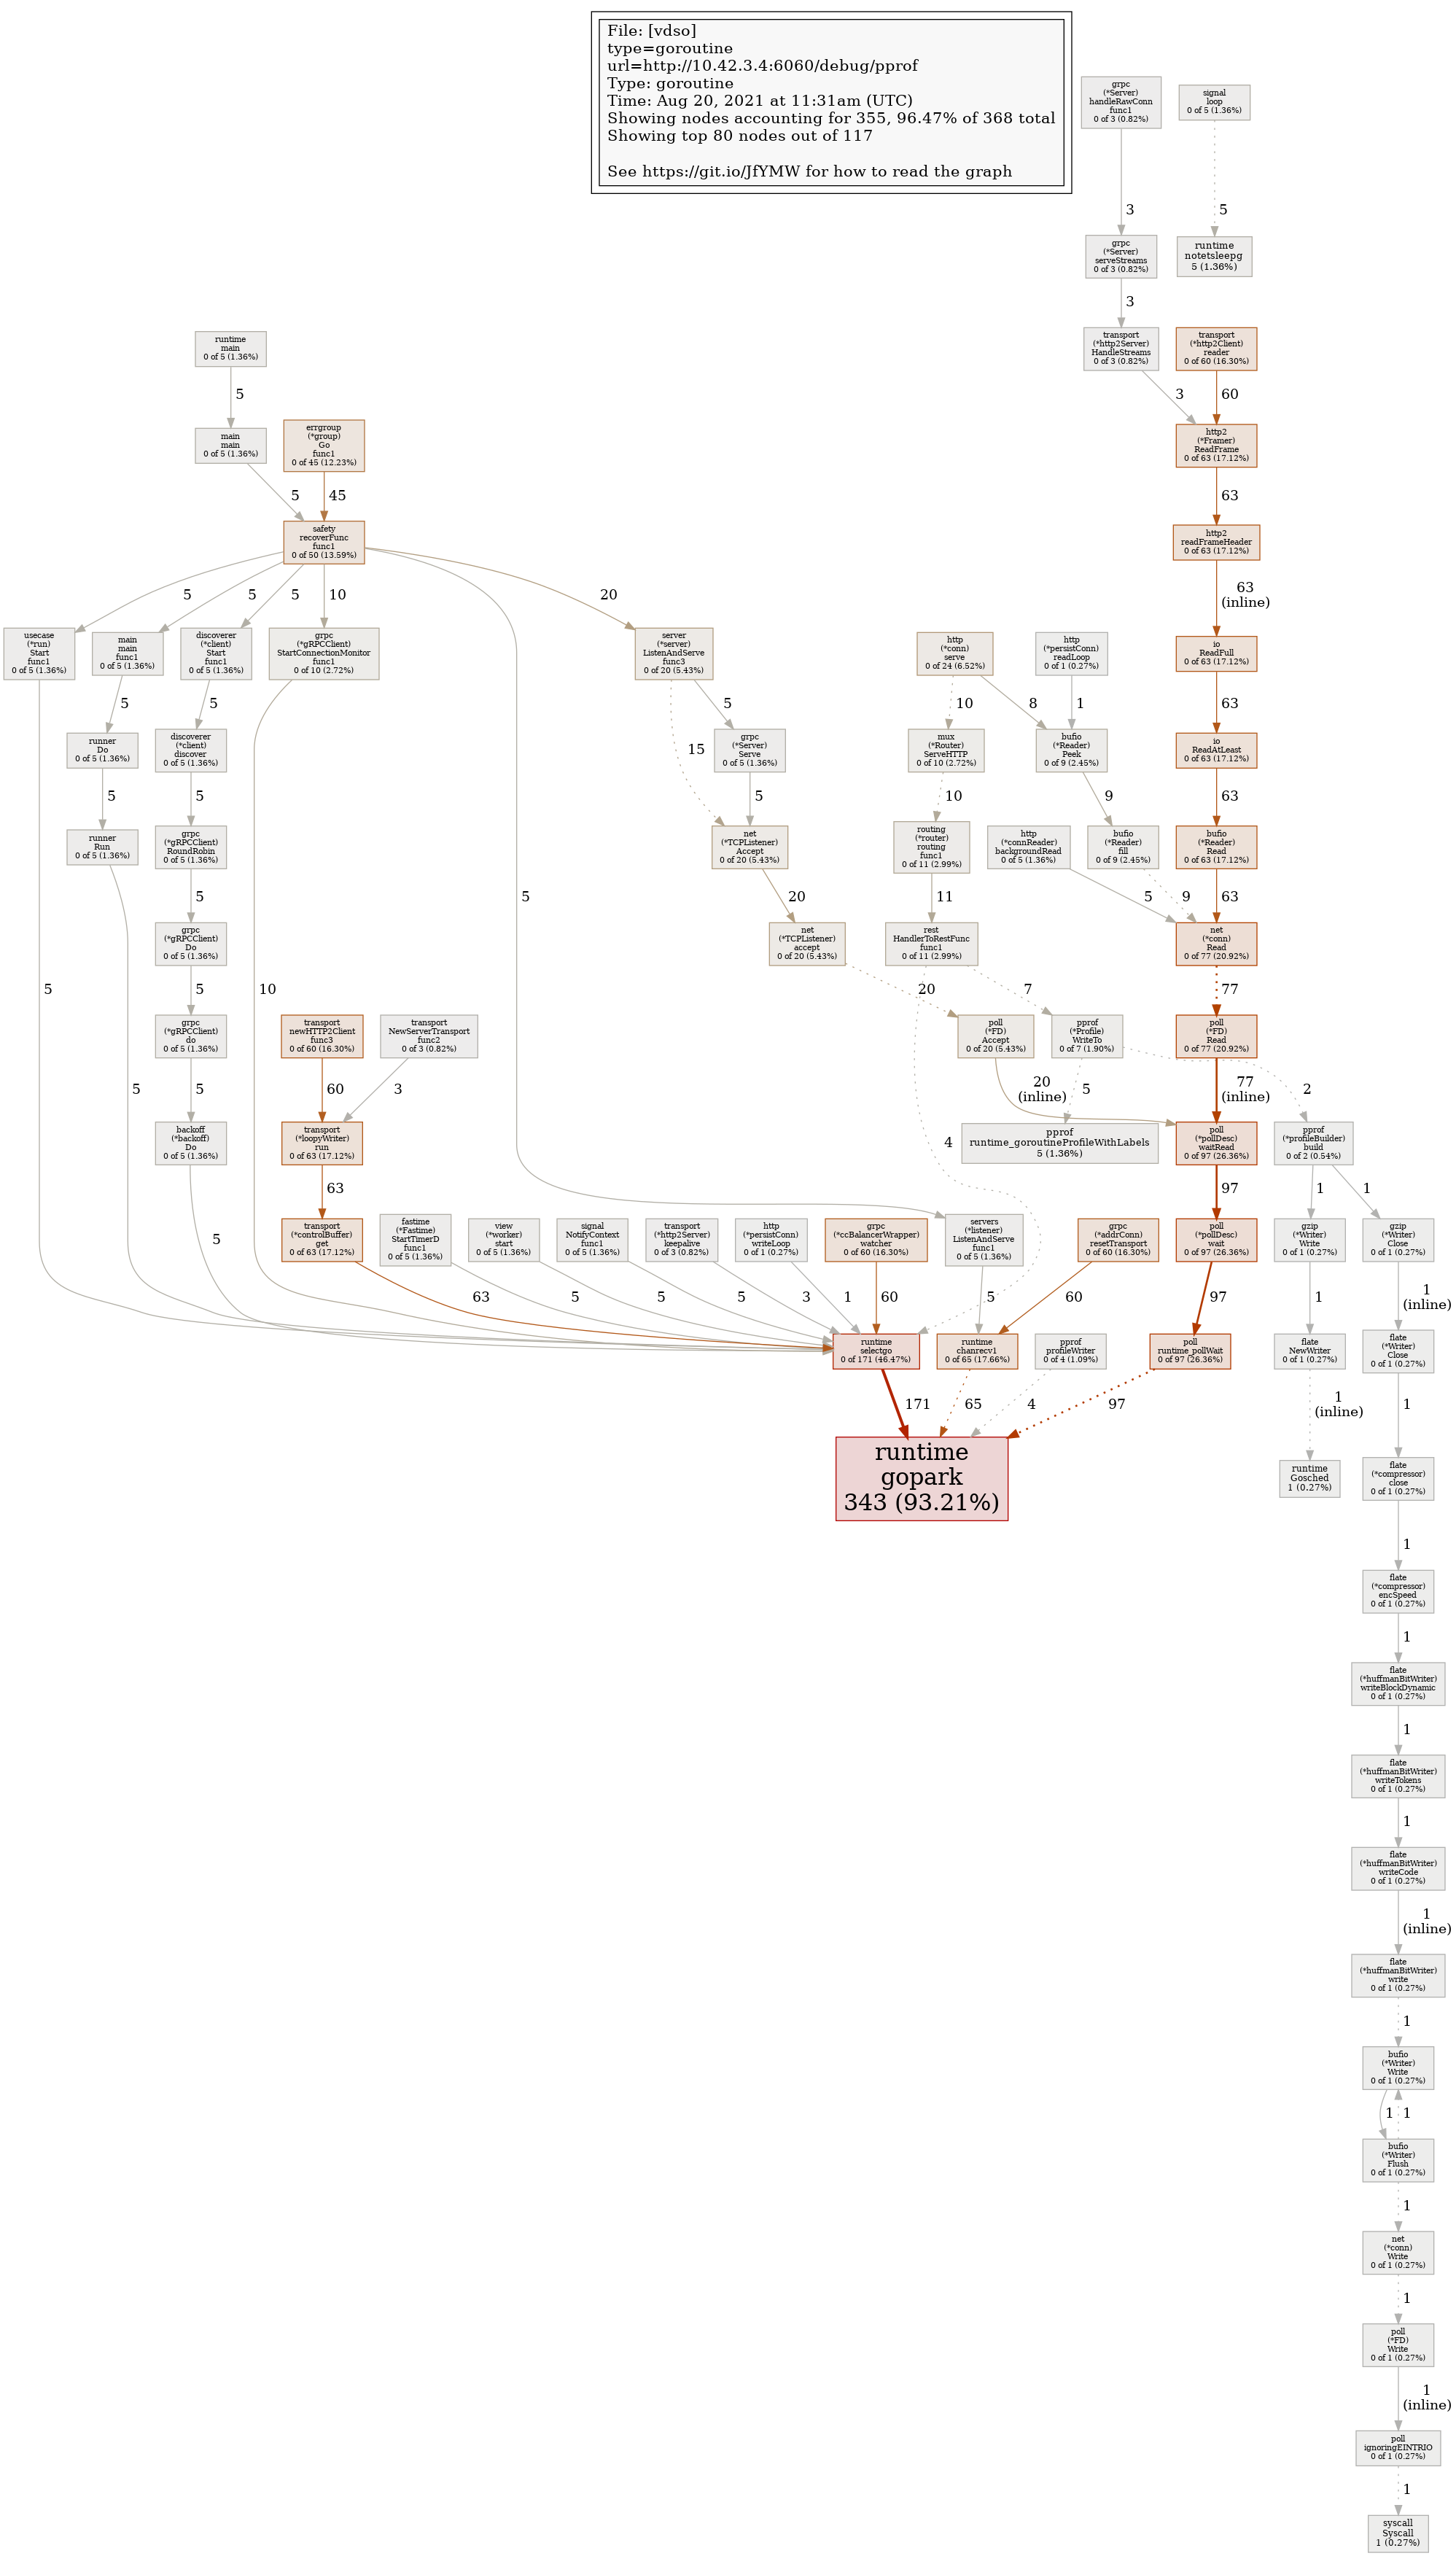 File: [vdso]
type=goroutine
url=http://10.42.3.4:6060/debug/pprof
Type: goroutine
Time: Aug 20, 2021 at 11:31am (UTC)
Showing nodes accounting for 355, 96.47% of 368 total
Showing top 80 nodes out of 117
See https://git.io/JfYMW for how to read the graph
grpc
(*Server)
handleRawConn
func1
0 of 3 (0.82%)
signal
loop
0 of 5 (1.36%)
3
5
grpc
(*Server)
serveStreams
0 of 3 (0.82%)
runtime
notetsleepg
5 (1.36%)
3
runtime
main
0 of 5 (1.36%)
transport
(*http2Server)
HandleStreams
0 of 3 (0.82%)
transport
(*http2Client)
reader
0 of 60 (16.30%)
5
3
60
main
main
0 of 5 (1.36%)
errgroup
(*group)
Go
func1
0 of 45 (12.23%)
http2
(*Framer)
ReadFrame
0 of 63 (17.12%)
5
45
63
safety
recoverFunc
func1
0 of 50 (13.59%)
http2
readFrameHeader
0 of 63 (17.12%)
5
5
5
10
20
63
(inline)
usecase
(*run)
Start
func1
0 of 5 (1.36%)
main
main
func1
0 of 5 (1.36%)
discoverer
(*client)
Start
func1
0 of 5 (1.36%)
grpc
(*gRPCClient)
StartConnectionMonitor
func1
0 of 10 (2.72%)
server
(*server)
ListenAndServe
func3
0 of 20 (5.43%)
http
(*conn)
serve
0 of 24 (6.52%)
http
(*persistConn)
readLoop
0 of 1 (0.27%)
io
ReadFull
0 of 63 (17.12%)
5
5
5
10
8
1
63
runner
Do
0 of 5 (1.36%)
discoverer
(*client)
discover
0 of 5 (1.36%)
15
grpc
(*Server)
Serve
0 of 5 (1.36%)
mux
(*Router)
ServeHTTP
0 of 10 (2.72%)
bufio
(*Reader)
Peek
0 of 9 (2.45%)
io
ReadAtLeast
0 of 63 (17.12%)
5
5
5
10
9
63
runner
Run
0 of 5 (1.36%)
grpc
(*gRPCClient)
RoundRobin
0 of 5 (1.36%)
net
(*TCPListener)
Accept
0 of 20 (5.43%)
routing
(*router)
routing
func1
0 of 11 (2.99%)
http
(*connReader)
backgroundRead
0 of 5 (1.36%)
bufio
(*Reader)
fill
0 of 9 (2.45%)
bufio
(*Reader)
Read
0 of 63 (17.12%)
5
5
20
11
5
9
63
grpc
(*gRPCClient)
Do
0 of 5 (1.36%)
net
(*TCPListener)
accept
0 of 20 (5.43%)
rest
HandlerToRestFunc
func1
0 of 11 (2.99%)
net
(*conn)
Read
0 of 77 (20.92%)
5
5
10
20
7
77
grpc
(*gRPCClient)
do
0 of 5 (1.36%)
transport
newHTTP2Client
func3
0 of 60 (16.30%)
transport
NewServerTransport
func2
0 of 3 (0.82%)
poll
(*FD)
Accept
0 of 20 (5.43%)
pprof
(*Profile)
WriteTo
0 of 7 (1.90%)
poll
(*FD)
Read
0 of 77 (20.92%)
5
5
60
3
20
(inline)
5
77
(inline)
2
backoff
(*backoff)
Do
0 of 5 (1.36%)
transport
(*loopyWriter)
run
0 of 63 (17.12%)
4
pprof
runtime_goroutineProfileWithLabels
5 (1.36%)
poll
(*pollDesc)
waitRead
0 of 97 (26.36%)
pprof
(*profileBuilder)
build
0 of 2 (0.54%)
63
97
1
1
5
transport
(*controlBuffer)
get
0 of 63 (17.12%)
fastime
(*Fastime)
StartTimerD
func1
0 of 5 (1.36%)
view
(*worker)
start
0 of 5 (1.36%)
signal
NotifyContext
func1
0 of 5 (1.36%)
transport
(*http2Server)
keepalive
0 of 3 (0.82%)
http
(*persistConn)
writeLoop
0 of 1 (0.27%)
grpc
(*ccBalancerWrapper)
watcher
0 of 60 (16.30%)
servers
(*listener)
ListenAndServe
func1
0 of 5 (1.36%)
grpc
(*addrConn)
resetTransport
0 of 60 (16.30%)
poll
(*pollDesc)
wait
0 of 97 (26.36%)
gzip
(*Writer)
Write
0 of 1 (0.27%)
gzip
(*Writer)
Close
0 of 1 (0.27%)
63
5
5
5
3
1
60
5
60
97
1
1
(inline)
runtime
selectgo
0 of 171 (46.47%)
runtime
chanrecv1
0 of 65 (17.66%)
pprof
profileWriter
0 of 4 (1.09%)
poll
runtime_pollWait
0 of 97 (26.36%)
flate
NewWriter
0 of 1 (0.27%)
flate
(*Writer)
Close
0 of 1 (0.27%)
171
65
4
97
1
(inline)
1
runtime
gopark
343 (93.21%)
runtime
Gosched
1 (0.27%)
flate
(*compressor)
close
0 of 1 (0.27%)
1
flate
(*compressor)
encSpeed
0 of 1 (0.27%)
1
flate
(*huffmanBitWriter)
writeBlockDynamic
0 of 1 (0.27%)
1
flate
(*huffmanBitWriter)
writeTokens
0 of 1 (0.27%)
1
flate
(*huffmanBitWriter)
writeCode
0 of 1 (0.27%)
1
(inline)
flate
(*huffmanBitWriter)
write
0 of 1 (0.27%)
1
bufio
(*Writer)
Write
0 of 1 (0.27%)
1
1
bufio
(*Writer)
Flush
0 of 1 (0.27%)
1
net
(*conn)
Write
0 of 1 (0.27%)
1
poll
(*FD)
Write
0 of 1 (0.27%)
1
(inline)
poll
ignoringEINTRIO
0 of 1 (0.27%)
1
syscall
Syscall
1 (0.27%)